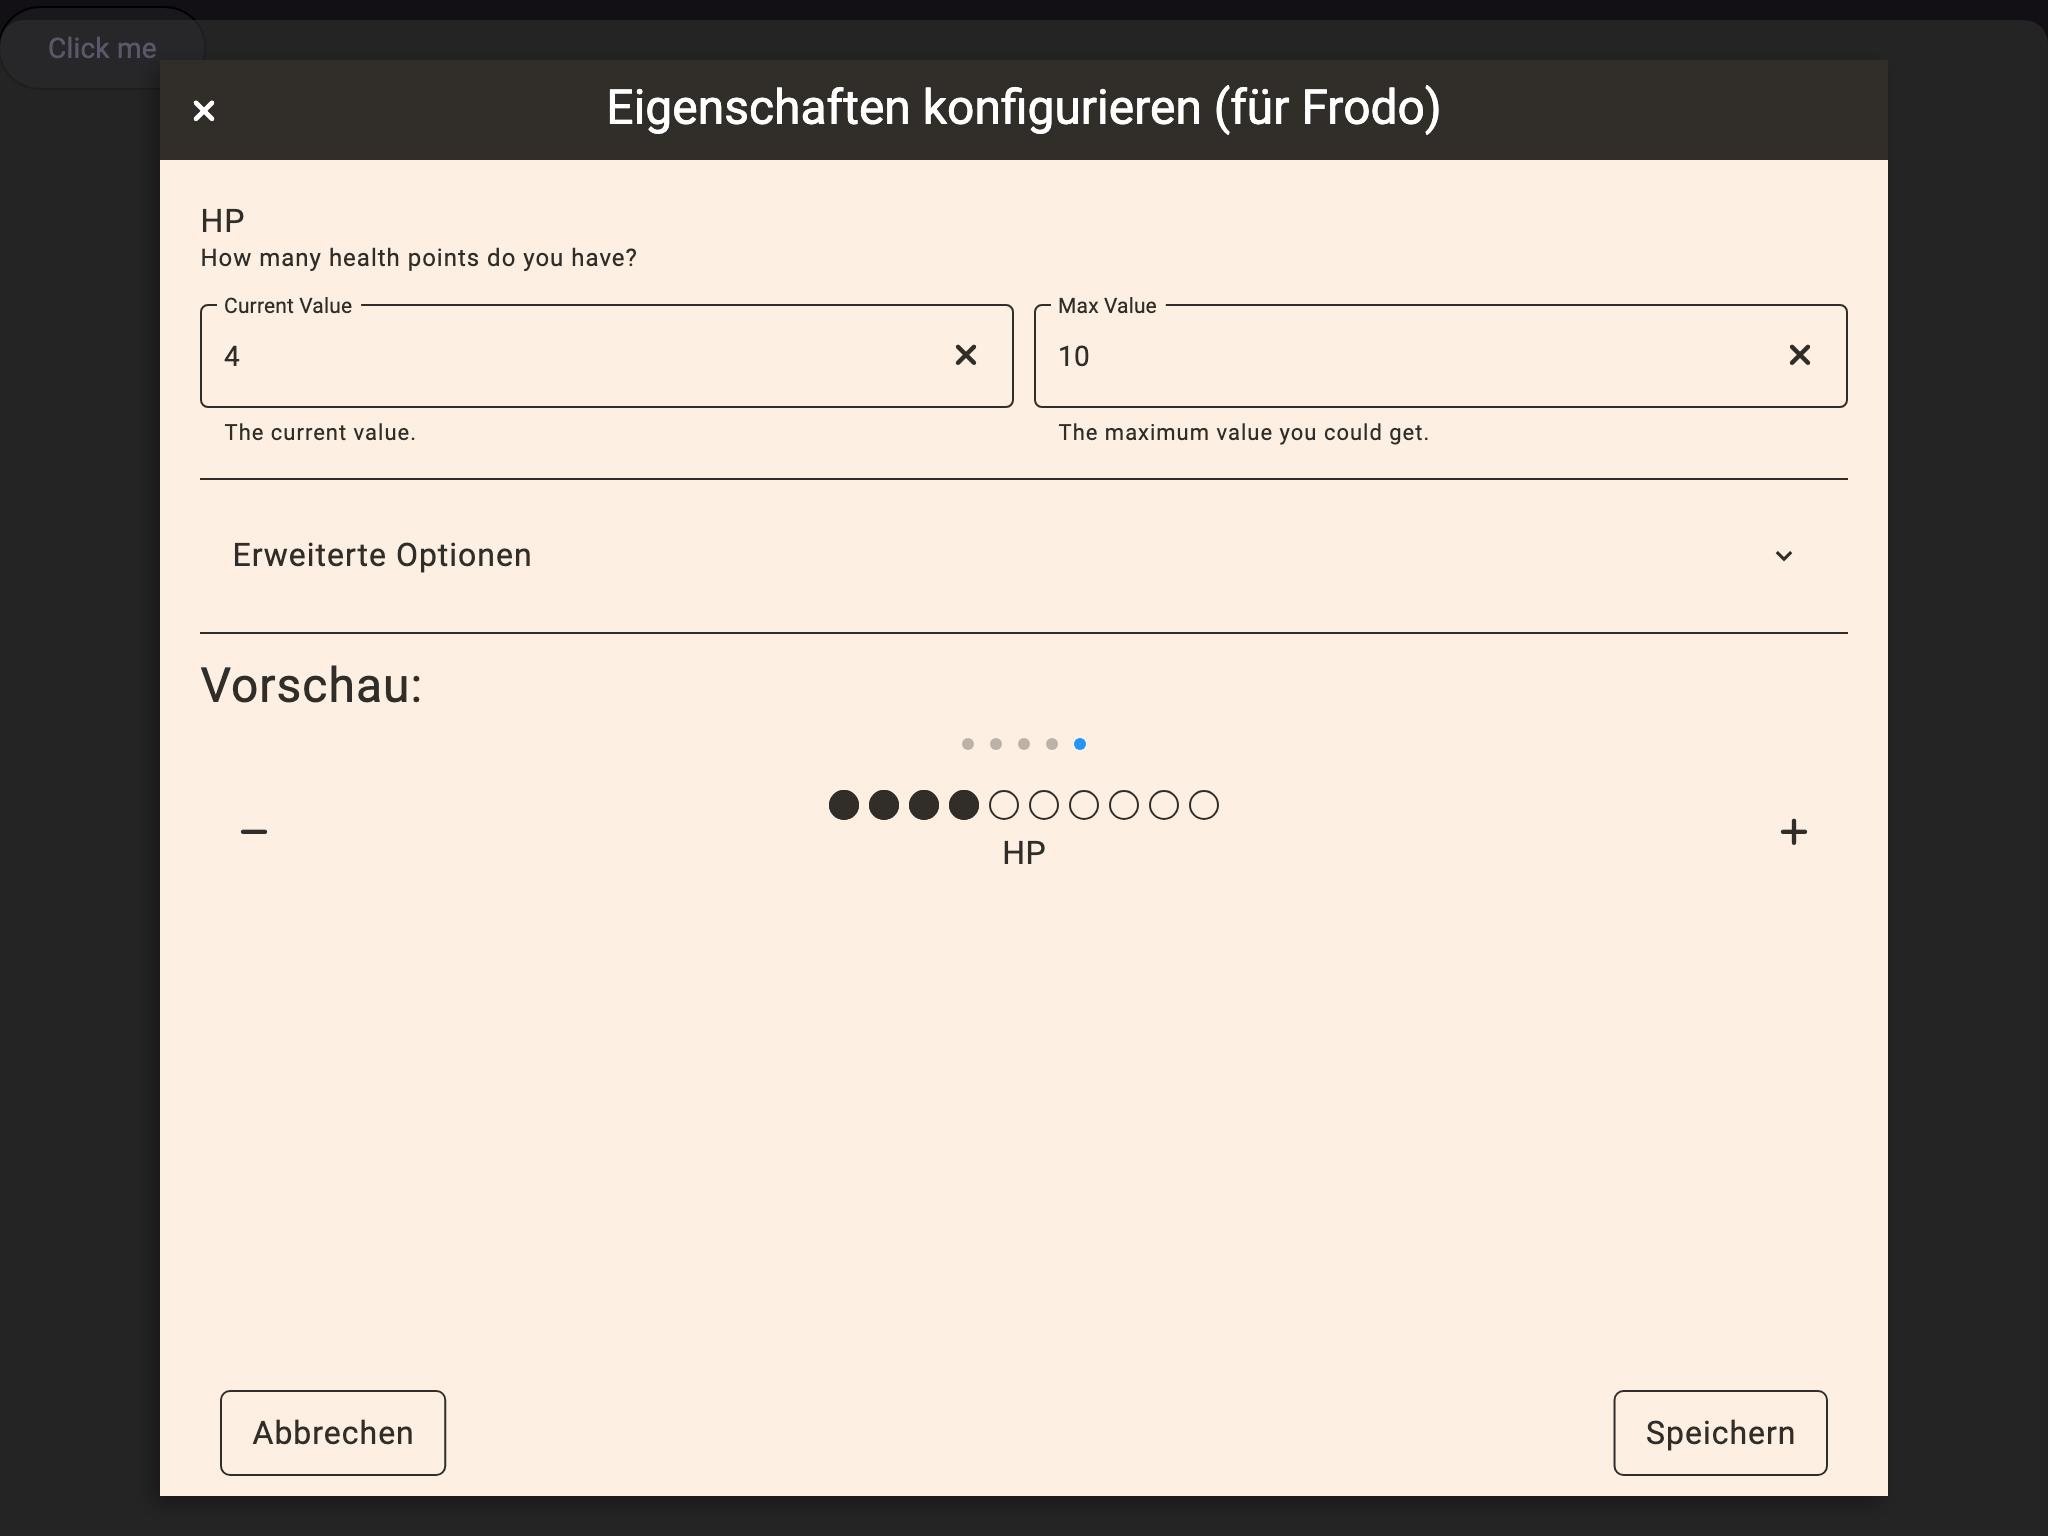 Click me
Eigenschaften konfigurieren (für Frodo)
HP
How many health points do you have?
Current Value
Max Value
4
10
The current value.
The maximum value you could get.
Erweiterte Optionen
Vorschau:
HP
Abbrechen
Speichern